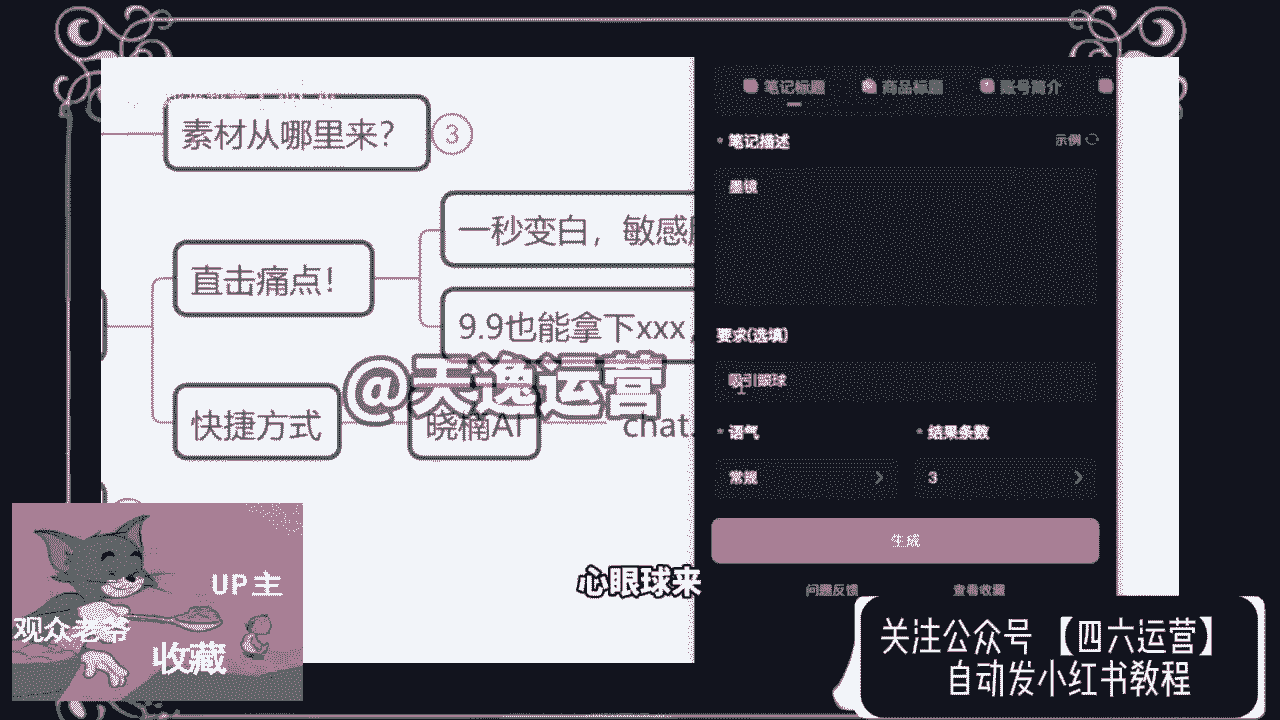 素材从哪里来？
3
直击痛点！
一秒变白，敏感
9.9也能拿下xxx
快捷方式
晓楠AI
chat.
@天逸运营
笔记标题
商品标题
账号简介
* 笔记描述
示例
墨镜
要求(选填)
吸引眼球
* 语气
* 结果条数
常规
3
生成
问题反馈
查看收藏
心眼球来
UP主
观众老爷
收藏
关注公众号【四六运营】
自动发小红书教程